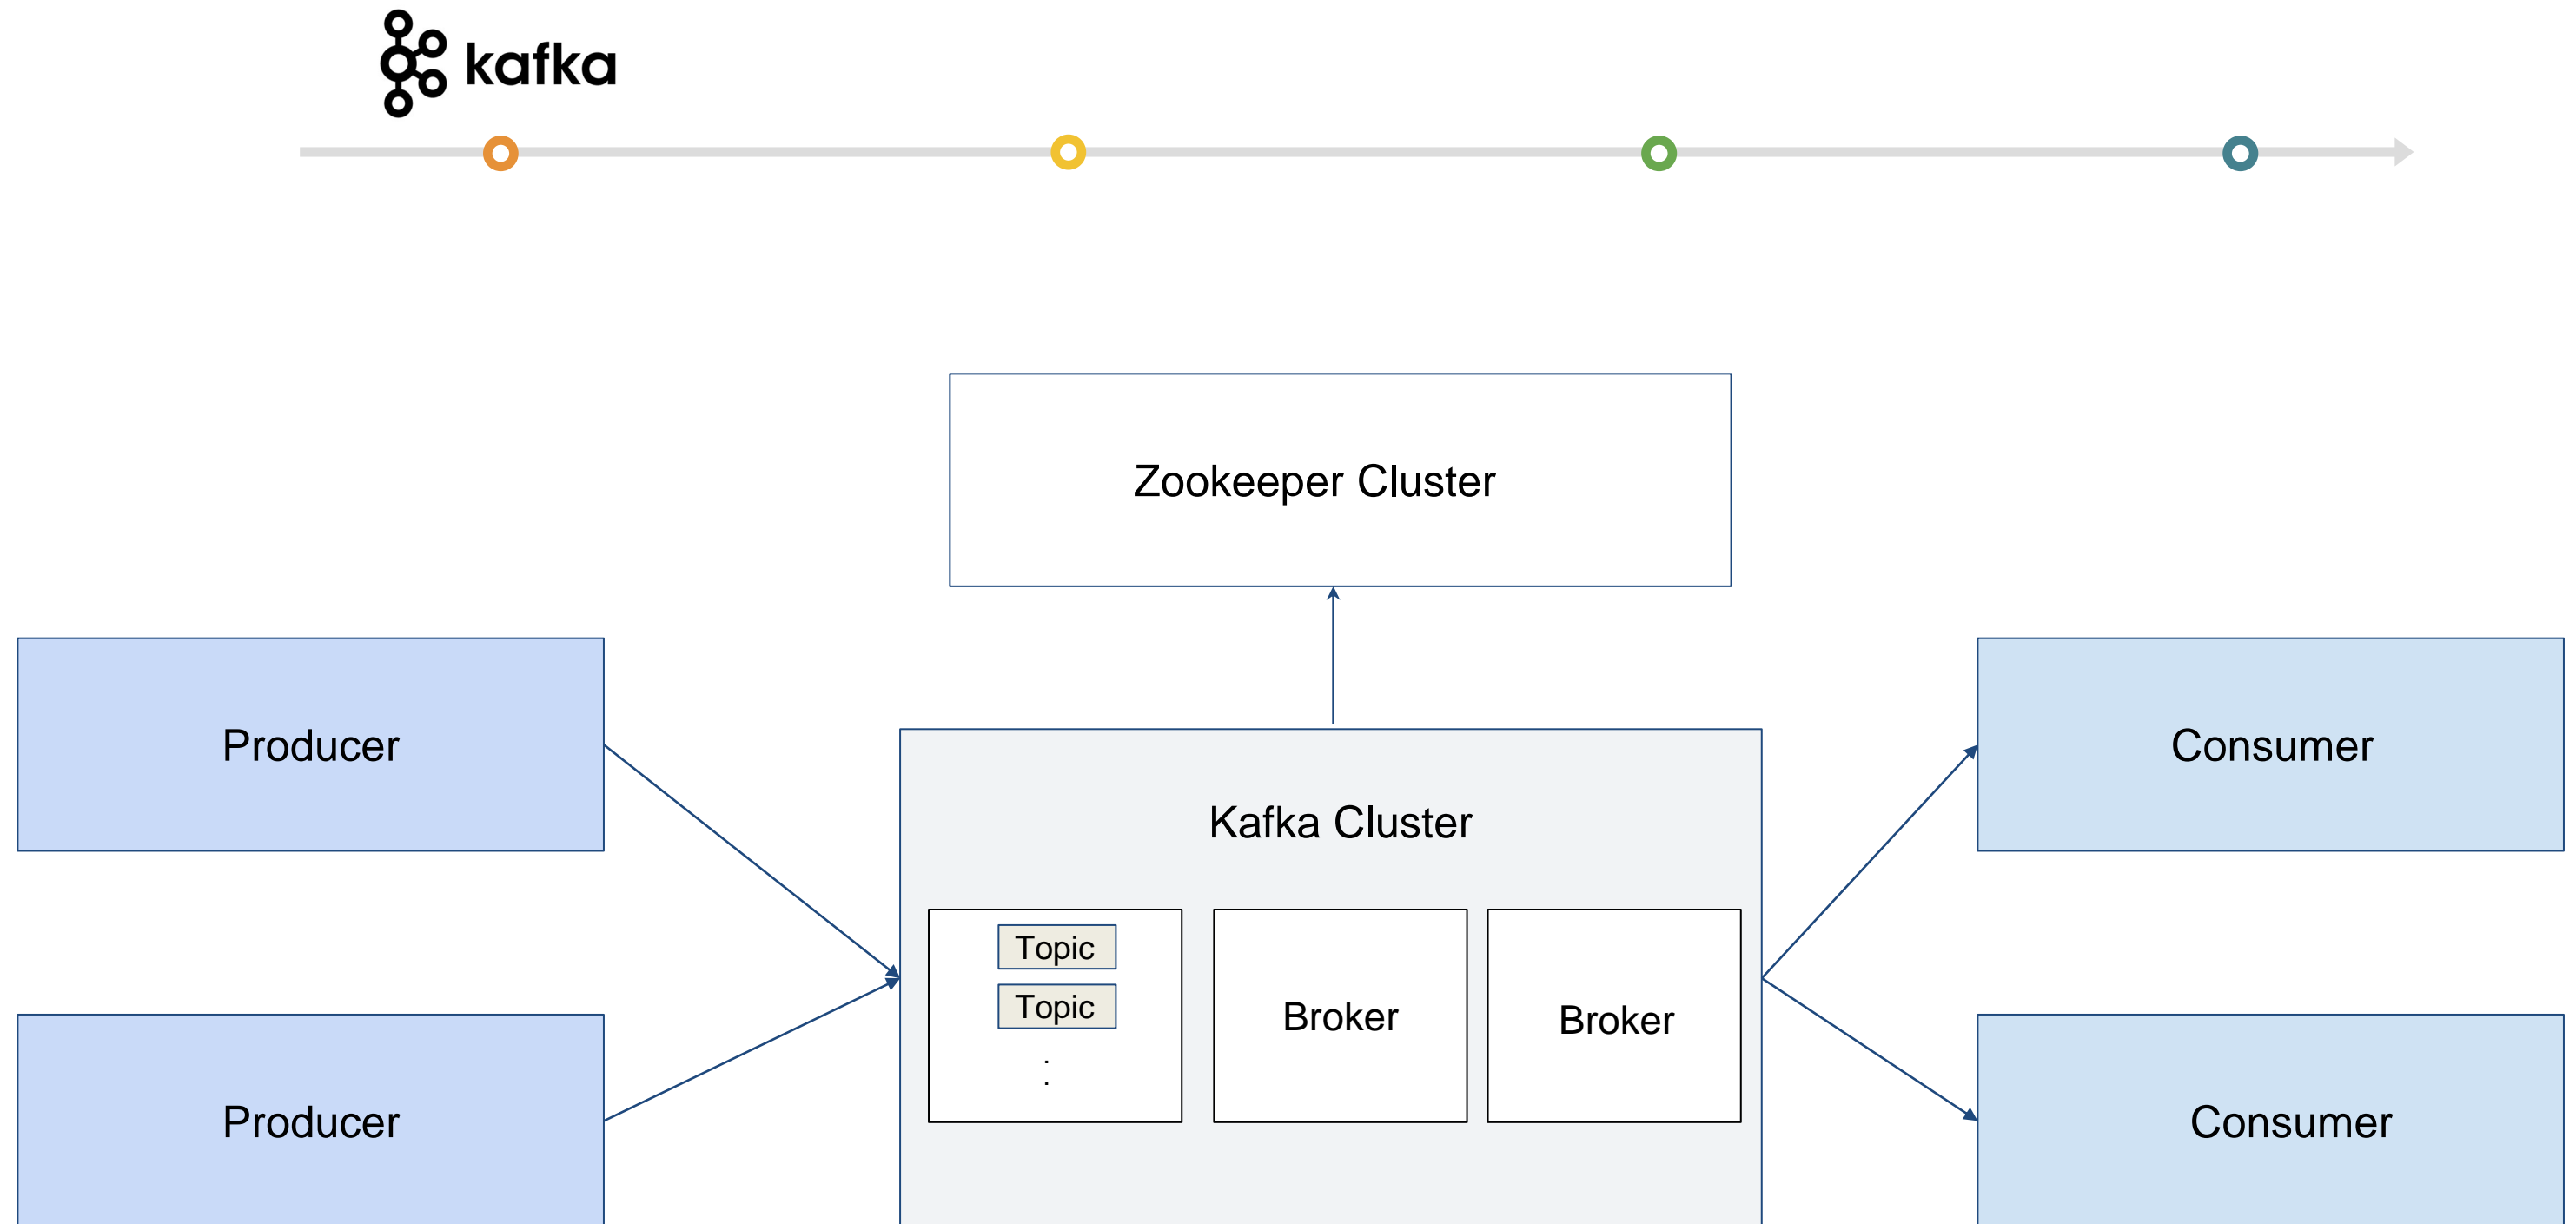 kafka
Zookeeper Cluster
Producer
Consumer
Kafka Cluster
Topic
Topic
:
Broker
Broker
Producer
Consumer